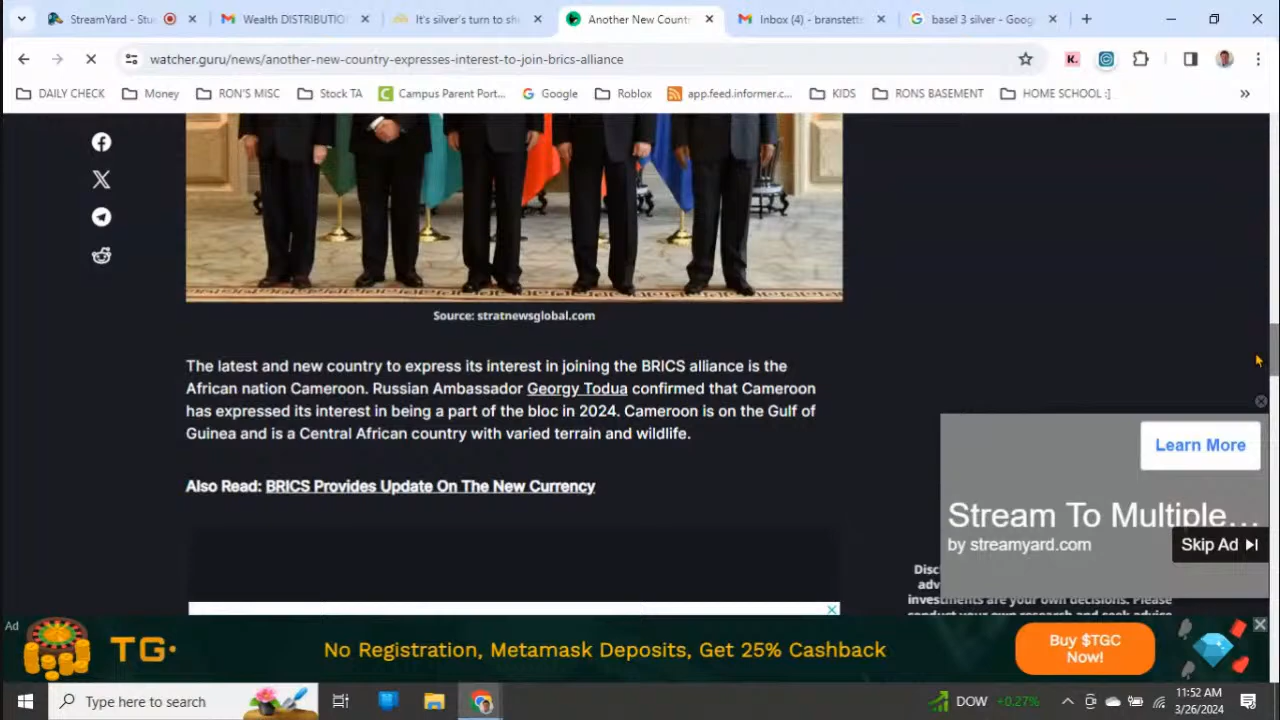 StreamYard - Stu
Wealth DISTRIBUTIO
It's silver's turn to sh
Another New Count
Inbox (4) - branstett
basel 3 silver - Goog
watcher.guru/news/another-new-country-expresses-interest-to-join-brics-alliance
DAILY CHECK
Money
RON'S MISC
Stock TA
Campus Parent Port...
Google
Roblox
app.feed.informer.c...
KIDS
RONS BASEMENT
HOME SCHOOL :]
Source: stratnewsglobal.com
The latest and new country to express its interest in joining the BRICS alliance is the
African nation Cameroon. Russian Ambassador Georgy Todua confirmed that Cameroon
has expressed its interest in being a part of the bloc in 2024. Cameroon is on the Gulf of
Guinea and is a Central African country with varied terrain and wildlife.
Also Read: BRICS Provides Update On The New Currency
Learn More
Stream To Multiple...
by streamyard.com
Skip Ad
Disc
adv
investments are your own decisions. Please
Ad
TG
No Registration, Metamask Deposits, Get 25% Cashback
Buy $TGC
Now!
Type here to search
DOW +0.27%
11:52 AM
3/26/2024